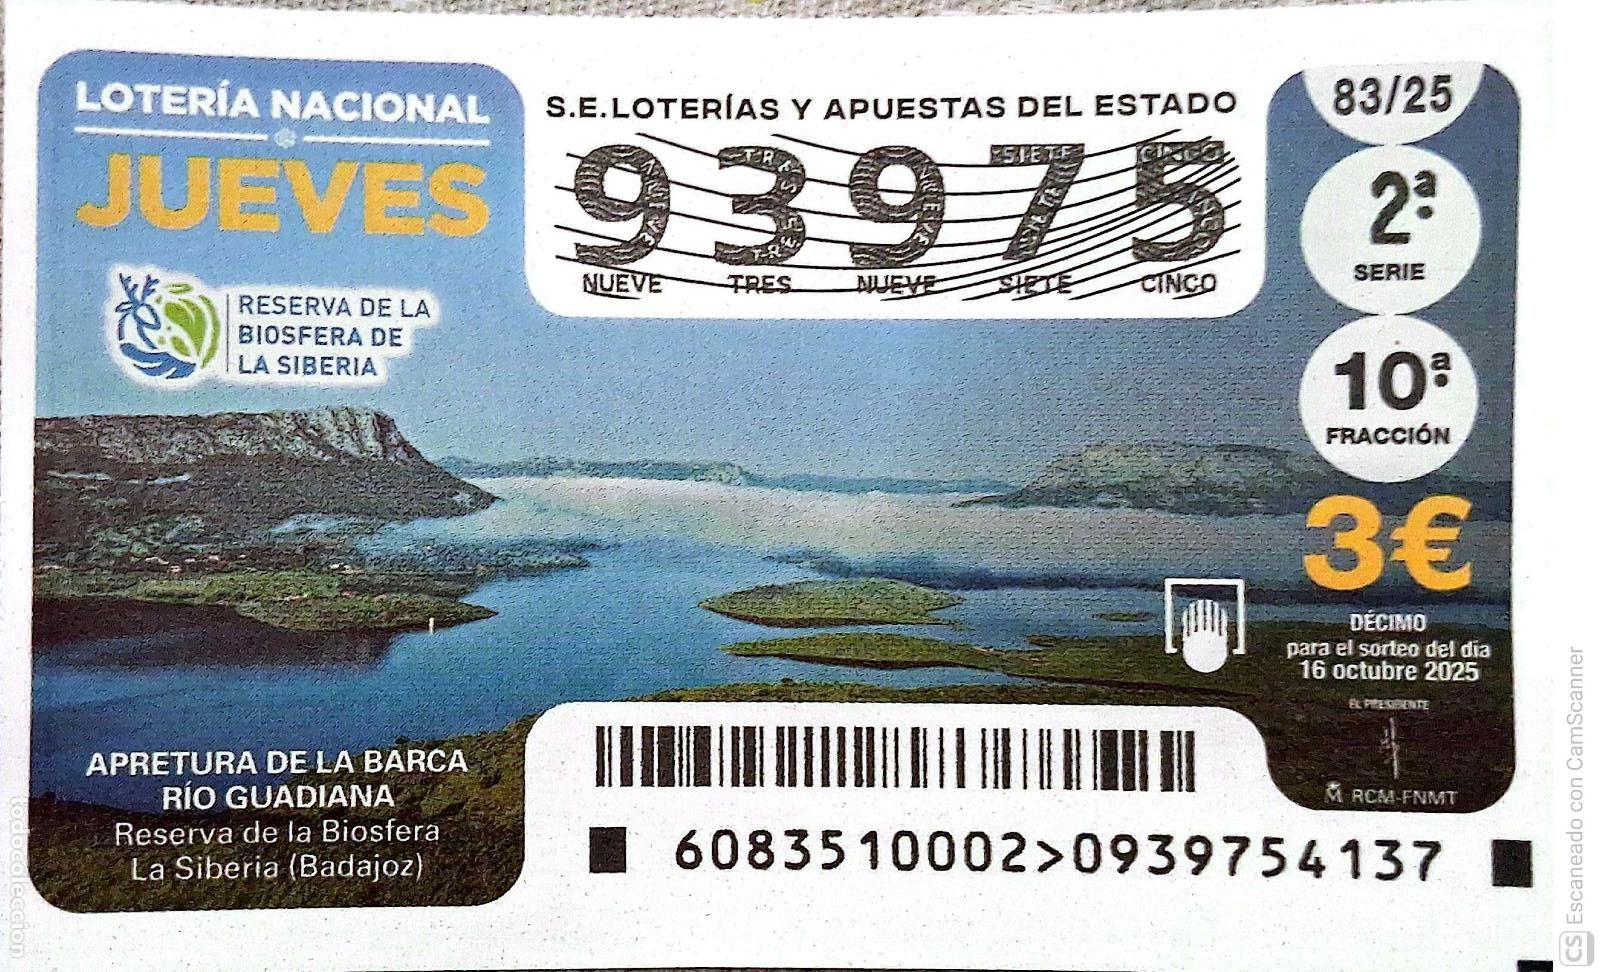 LOTERÍA NACIONAL
JUEVES
RESERVA DE LA
BIOSFERA DE
LA SIBERIA
S.E.LOTERÍAS Y APUESTAS DEL ESTADO
93975
NUEVE TRES NUEVE SIETE CINCO
83/25
2ª
SERIE
10ª
FRACCIÓN
3€
DÉCIMO
para el sorteo del día
16 octubre 2025
EL PRESIDENTE
RCM-FNMT
APRETURA DE LA BARCA
RÍO GUADIANA
Reserva de la Biosfera
La Siberia (Badajoz)
6083510002>0939754137
todocoleccion
CS Escaneado con CamScanner